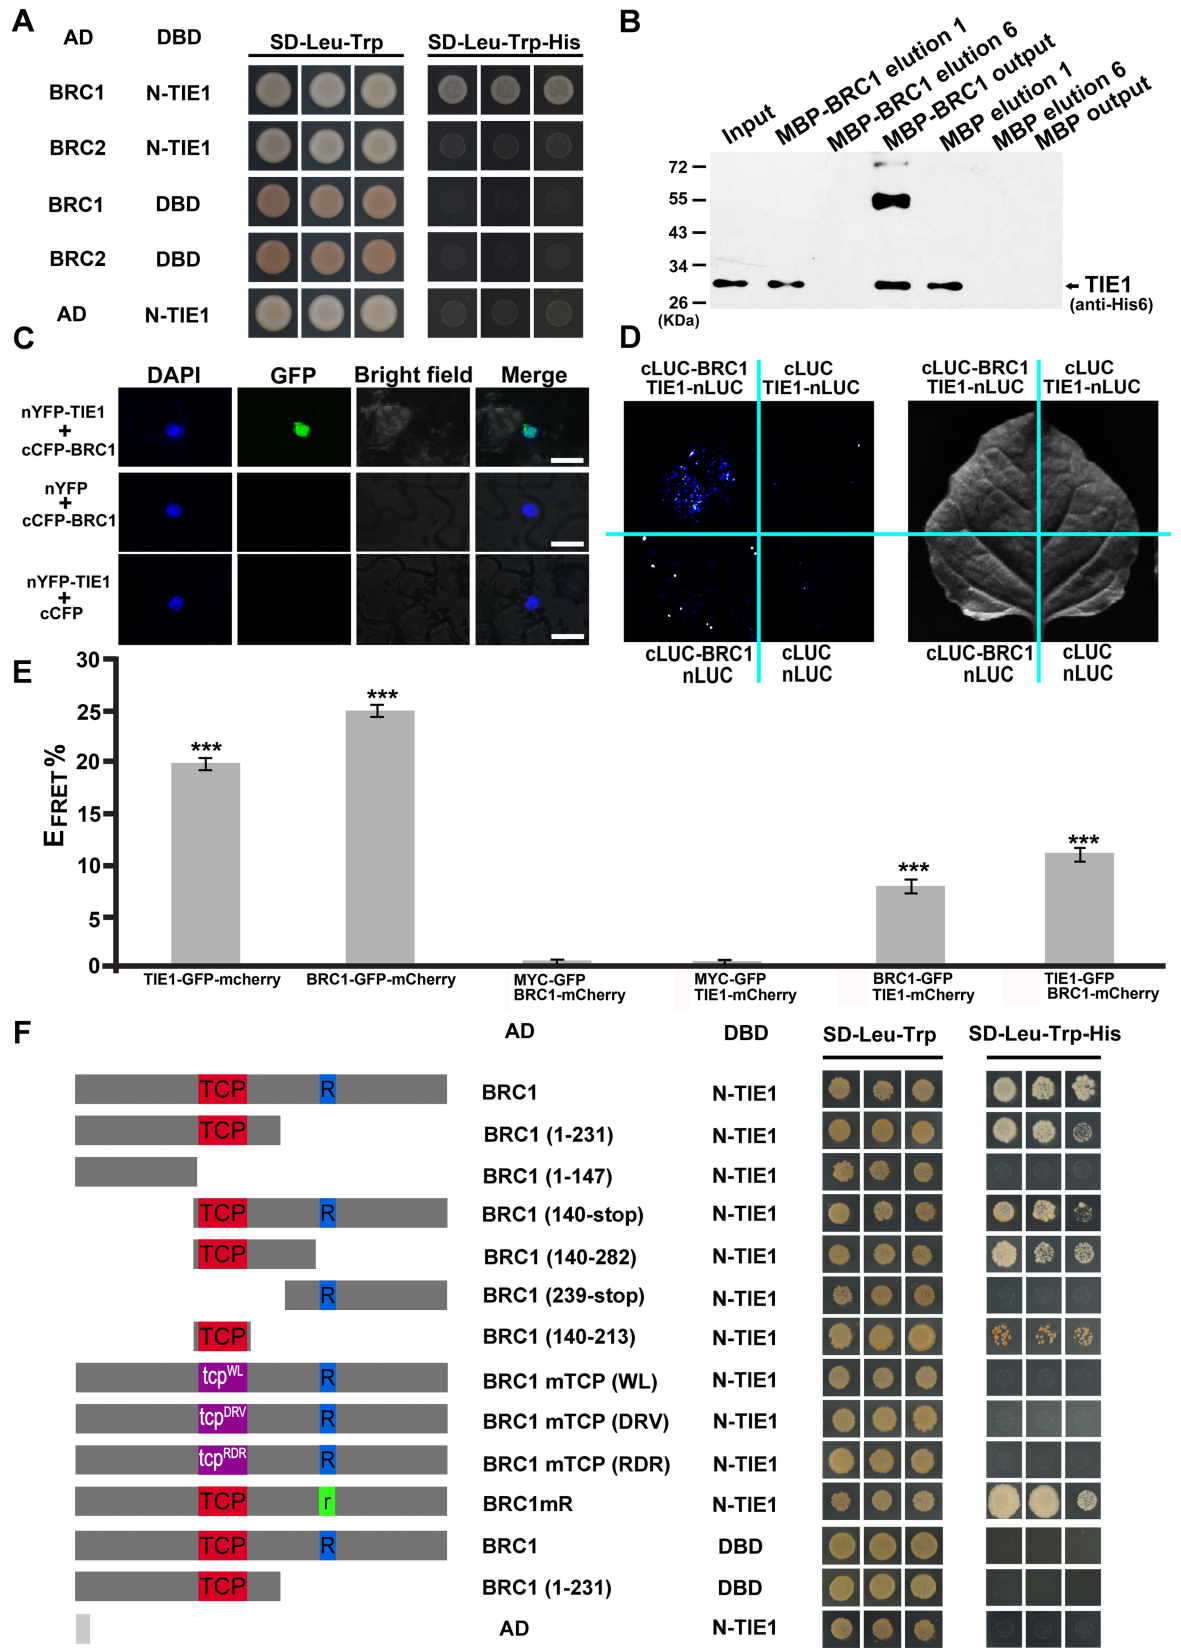 A
AD DBD SD-Leu-Trp SD-Leu-Trp-His
BRC1 N-TIE1
BRC2 N-TIE1
BRC1 DBD
BRC2 DBD
AD N-TIE1
B
Input MBP-BRC1 elution 1 MBP-BRC1 elution 6 MBP-BRC1 output MBP elution 1 MBP elution 6 MBP output
72
55
43
34
26
(KDa)
TIE1
(anti-His6)
C
DAPI GFP Bright field Merge
nYFP-TIE1
+
cCFP-BRC1
nYFP
+
cCFP-BRC1
nYFP-TIE1
+
cCFP
D
cLUC-BRC1 cLUC cLUC-BRC1 cLUC
TIE1-nLUC TIE1-nLUC TIE1-nLUC TIE1-nLUC
cLUC-BRC1 cLUC cLUC-BRC1 cLUC
nLUC nLUC nLUC nLUC
E
EFRET%
30
25
20
15
10
5
0
*** *** *** ***
TIE1-GFP-mcherry BRC1-GFP-mCherry MYC-GFP MYC-GFP BRC1-GFP TIE1-GFP
BRC1-mCherry TIE1-mCherry TIE1-mCherry BRC1-mCherry
F
AD DBD SD-Leu-Trp SD-Leu-Trp-His
TCP R BRC1 N-TIE1
TCP BRC1 (1-231) N-TIE1
BRC1 (1-147) N-TIE1
TCP R BRC1 (140-stop) N-TIE1
TCP BRC1 (140-282) N-TIE1
R BRC1 (239-stop) N-TIE1
TCP BRC1 (140-213) N-TIE1
tcpWL R BRC1 mTCP (WL) N-TIE1
tcpDRV R BRC1 mTCP (DRV) N-TIE1
tcpRDR R BRC1 mTCP (RDR) N-TIE1
TCP r BRC1mR N-TIE1
TCP R BRC1 DBD
TCP BRC1 (1-231) DBD
AD N-TIE1